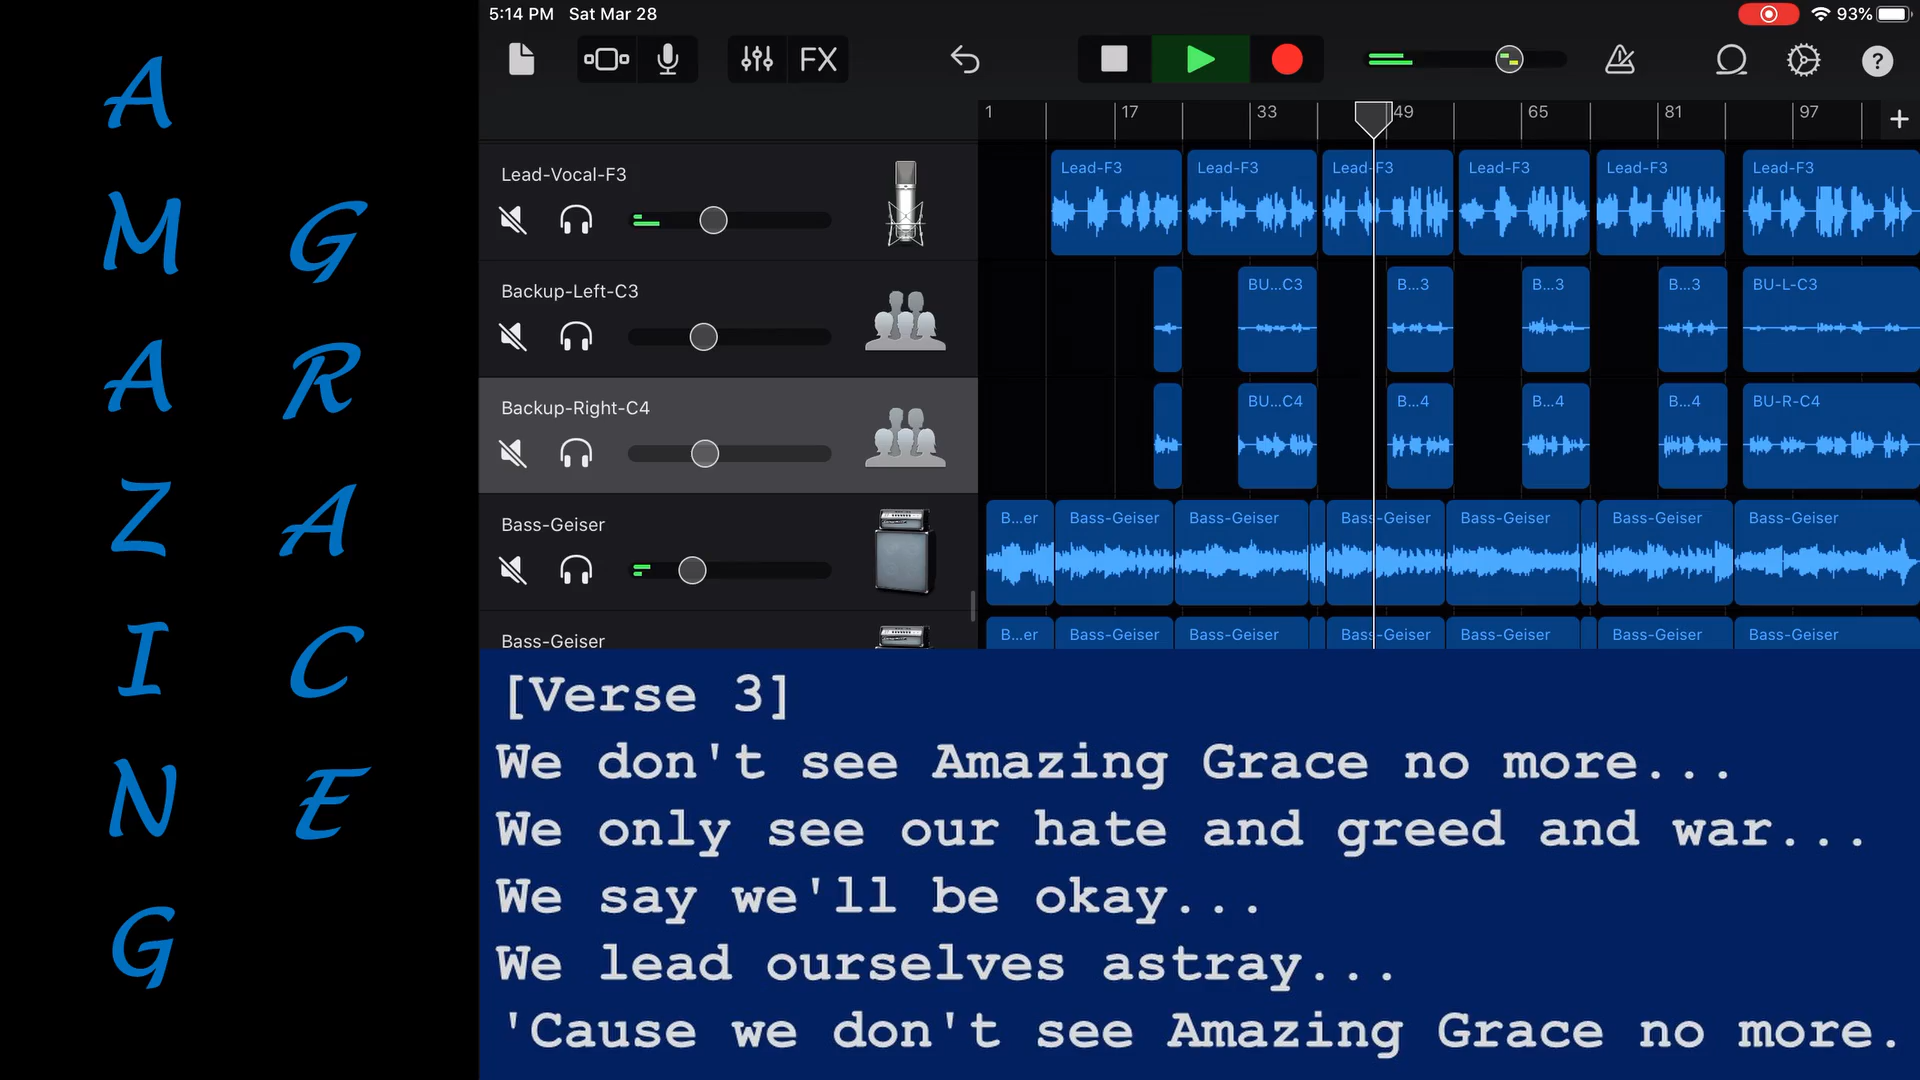 AMAZING
GRACE
5:14 PM Sat Mar 28
93%
FX
?
1 17 33 49 65 81 97 +
Lead-Vocal-F3
Lead-F3 Lead-F3 Lead-F3 Lead-F3 Lead-F3 Lead-F3
Backup-Left-C3
BU...C3 B...3 B...3 B...3 BU-L-C3
Backup-Right-C4
BU...C4 B...4 B...4 B...4 BU-R-C4
Bass-Geiser
B...er Bass-Geiser Bass-Geiser Bass-Geiser Bass-Geiser Bass-Geiser Bass-Geiser
Bass-Geiser
B...er Bass-Geiser Bass-Geiser Bass-Geiser Bass-Geiser Bass-Geiser Bass-Geiser
[Verse 3]
We don't see Amazing Grace no more...
We only see our hate and greed and war...
We say we'll be okay...
We lead ourselves astray...
'Cause we don't see Amazing Grace no more.